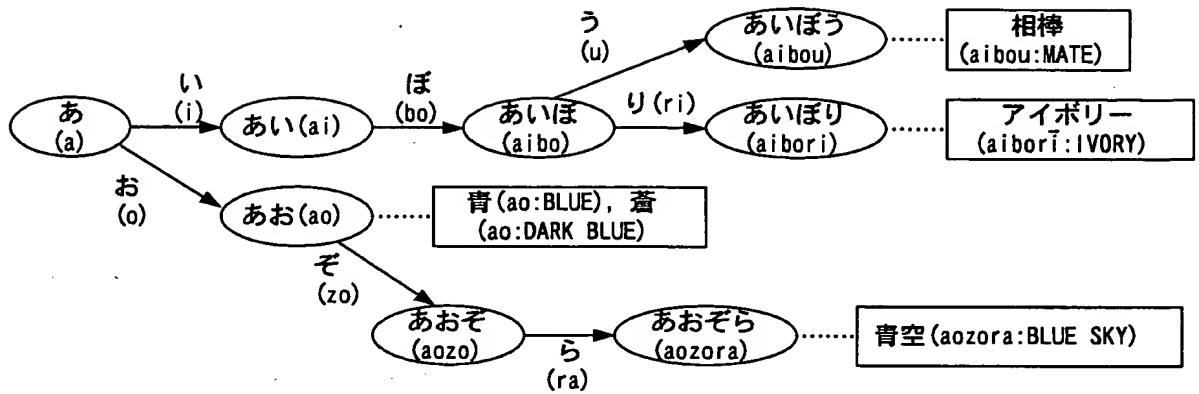 う
(u)
あいぼう
(aibou)
相棒
(aibou:MATE)
い
(i)
ぼ
(bo)
り(ri)
あ
(a)
あい(ai)
あいぼ
(aibo)
あいぼり
(aibori)
アイボリー
(aiborī:IVORY)
お
(o)
あお(ao)
青(ao:BLUE), 蒼
(ao:DARK BLUE)
ぞ
(zo)
あおぞ
(aozo)
ら
(ra)
あおぞら
(aozora)
青空(aozora:BLUE SKY)